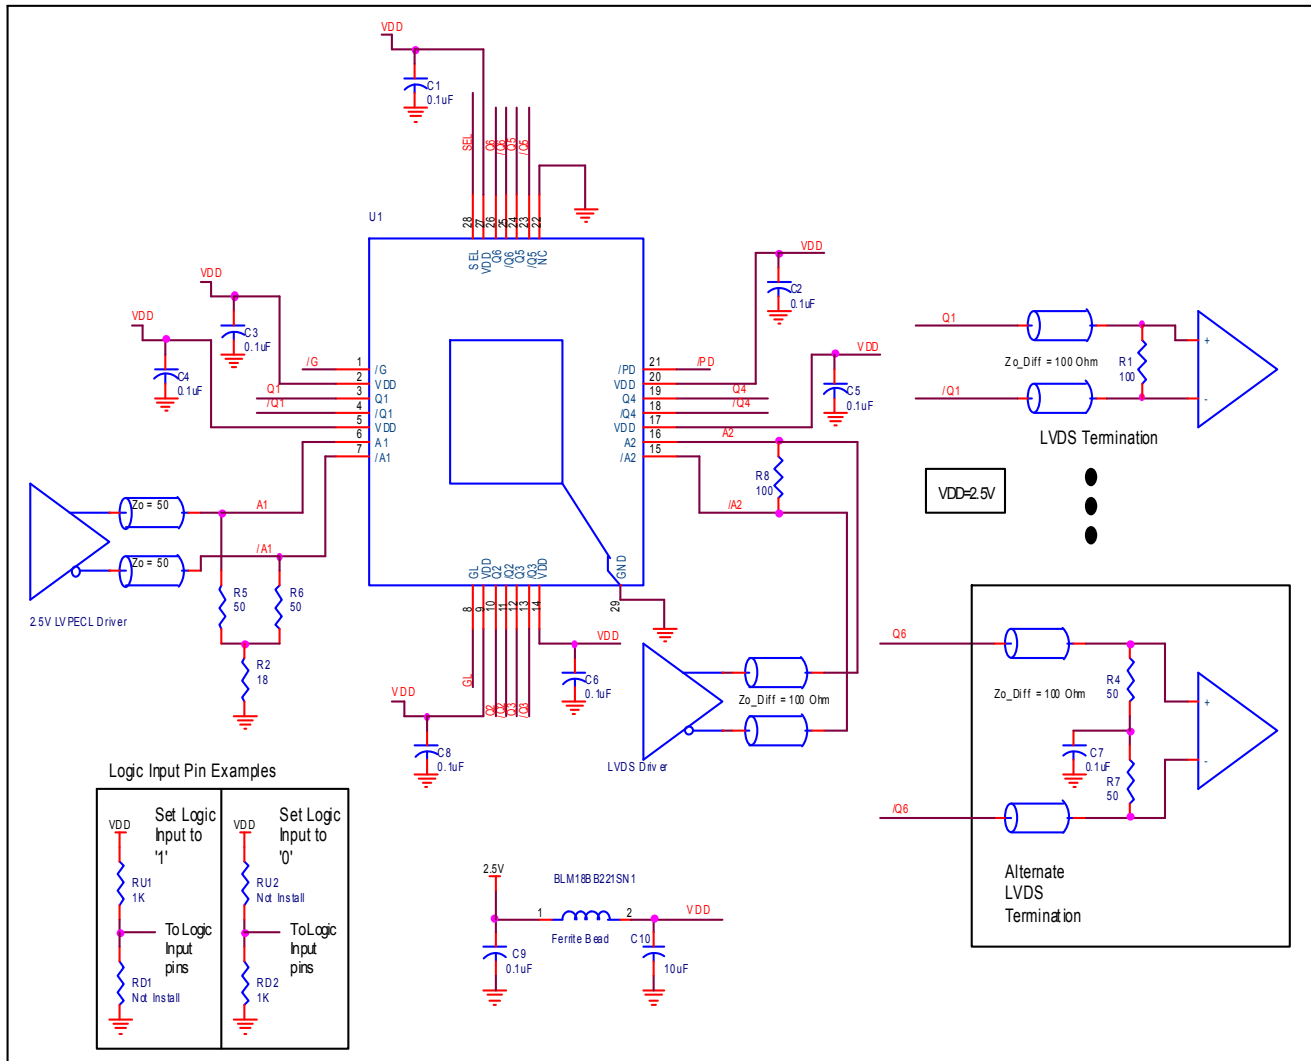 VDD
C1
0.1uF
SEL
Q6
/Q6
Q5
/Q5
28
27
26
25
24
23
22
U1
SEL
VDD
Q6
/Q6
Q5
/Q5
NC
VDD
C3
0.1uF
VDD
C4
0.1uF
VDD
C2
0.1uF
VDD
C5
0.1uF
/G
Q1
/Q1
1
2
3
4
5
6
7
/G
VDD
Q1
/Q1
VDD
A1
/A1
/PD
VDD
Q4
/Q4
VDD
A2
/A2
21
20
19
18
17
16
15
/PD
Q4
/Q4
A2
R8
100
/A2
Q1
Zo_Diff = 100 Ohm
R1
100
+
-
/Q1
LVDS Termination
VDD=2.5V
Zo = 50
A1
Zo = 50
/A1
R5
50
R6
50
2.5V LVPECL Driver
R2
18
GL
VDD
Q2
/Q2
Q3
/Q3
VDD
GND
8
9
10
11
12
13
14
29
GL
Q2
/Q2
Q3
/Q3
VDD
C6
0.1uF
VDD
C8
0.1uF
Zo_Diff = 100 Ohm
LVDS Driver
Q6
Zo_Diff = 100 Ohm
R4
50
+
-
C7
0.1uF
R7
50
/Q6
Alternate
LVDS
Termination
Logic Input Pin Examples
VDD
Set Logic
Input to
'1'
RU1
1K
To Logic
Input
pins
RD1
Not Install
VDD
Set Logic
Input to
'0'
RU2
Not Install
To Logic
Input
pins
RD2
1K
2.5V
BLM18BB221SN1
1
2
VDD
Ferrite Bead
C9
0.1uF
C10
10uF